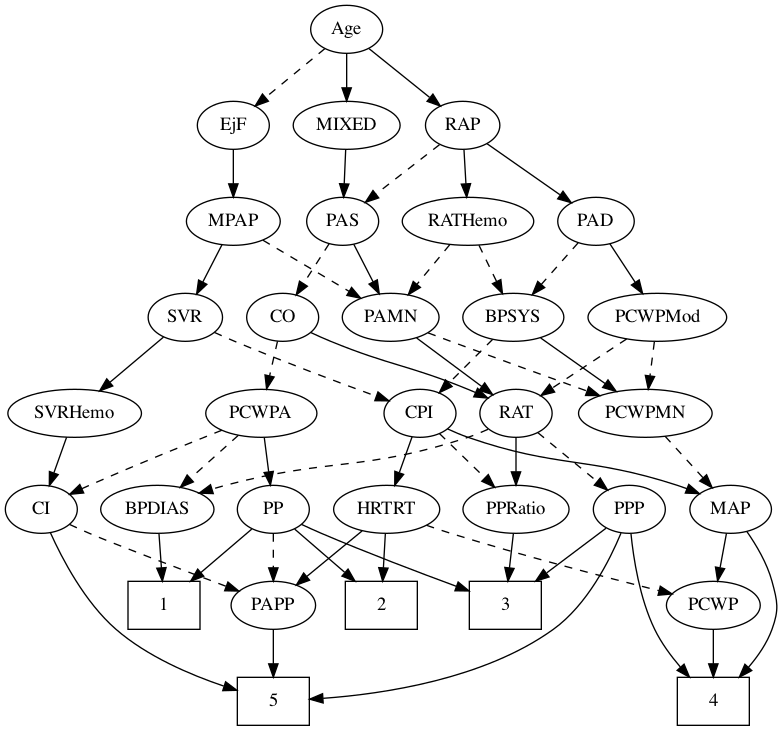 Age
EjF MIXED RAP
MPAP PAS RATHemo PAD
SVR CO PAMN BPSYS PCWPMod
SVRHemo PCWPA CPI RAT PCWPMN
CI BPDIAS PP HRTRT PPRatio PPP MAP
1 PAPP 2 3 PCWP
5 4